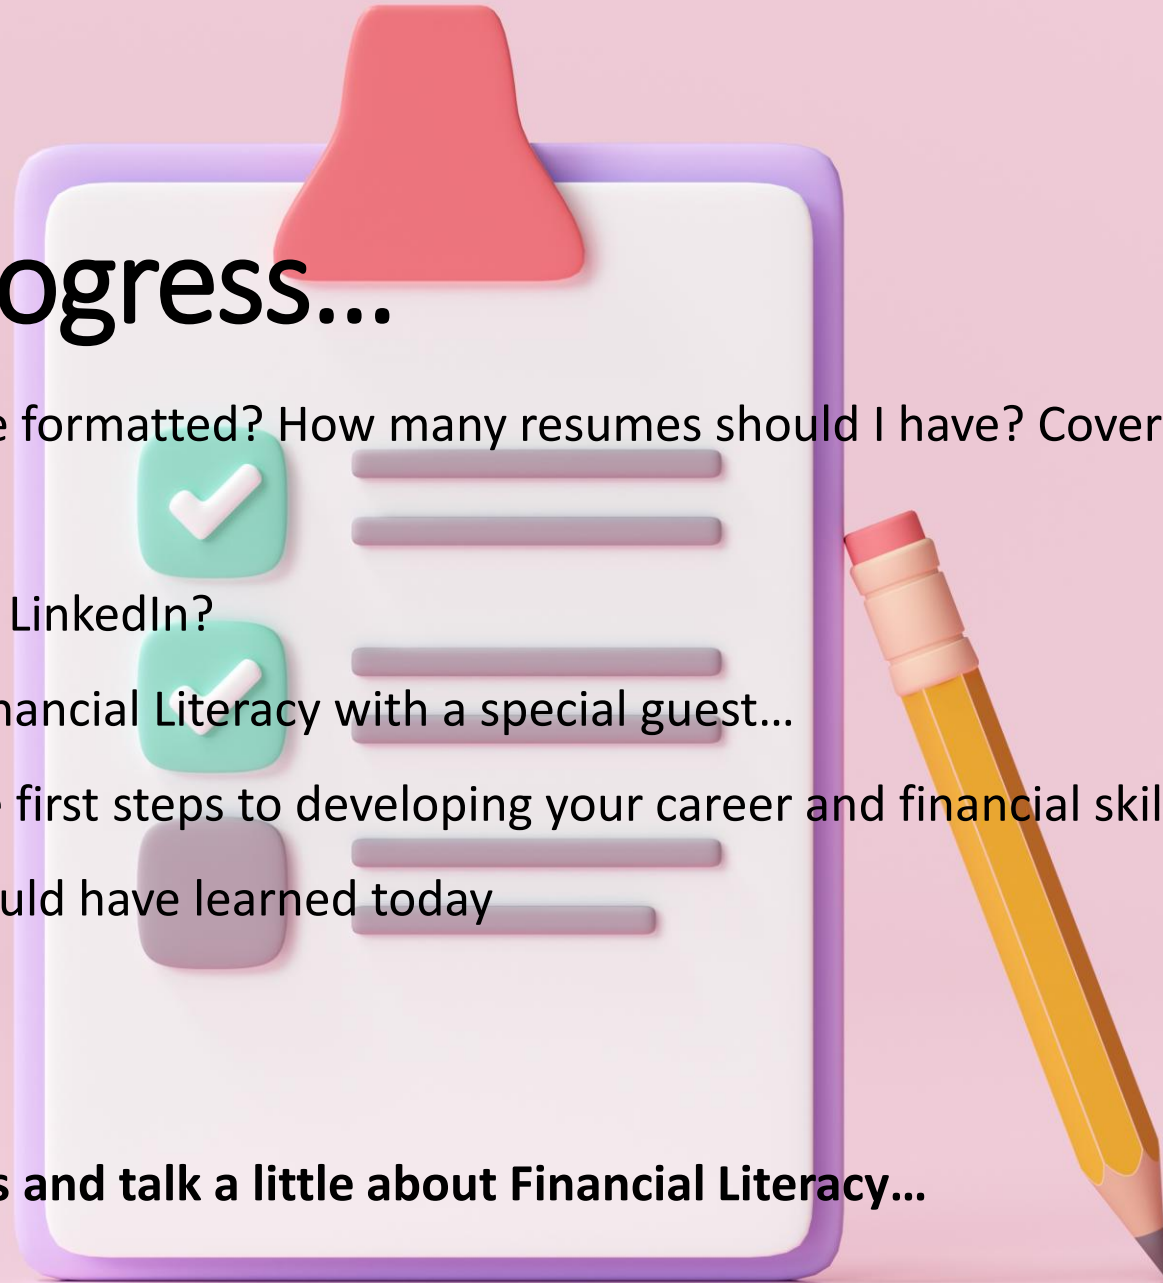 ogress...
e formatted? How many resumes should I have? Cover
LinkedIn?
nancial Literacy with a special guest...
e first steps to developing your career and financial skil
uld have learned today
s and talk a little about Financial Literacy...